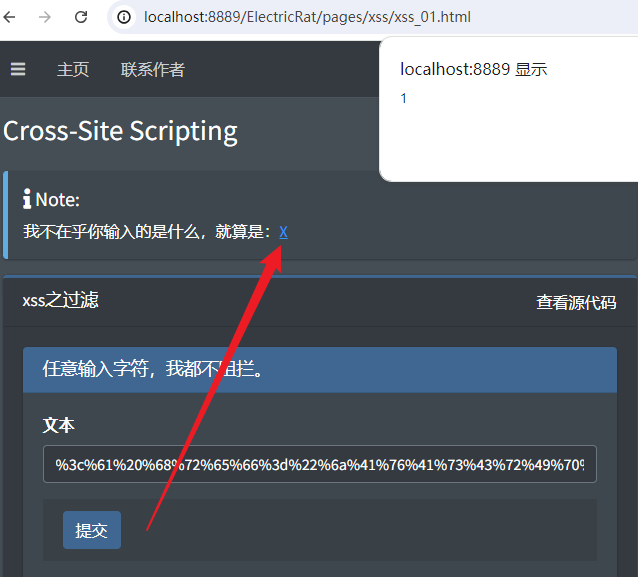 localhost:8889/ElectricRat/pages/xss/xss_01.html
主页 联系作者
localhost:8889 显示
1
Cross-Site Scripting
Note:
我不在乎你输入的是什么，就算是：X
xss之过滤 查看源代码
任意输入字符，我都不阻拦。
文本
%3c%61%20%68%72%65%66%3d%22%6a%41%76%41%73%43%72%49%70%
提交